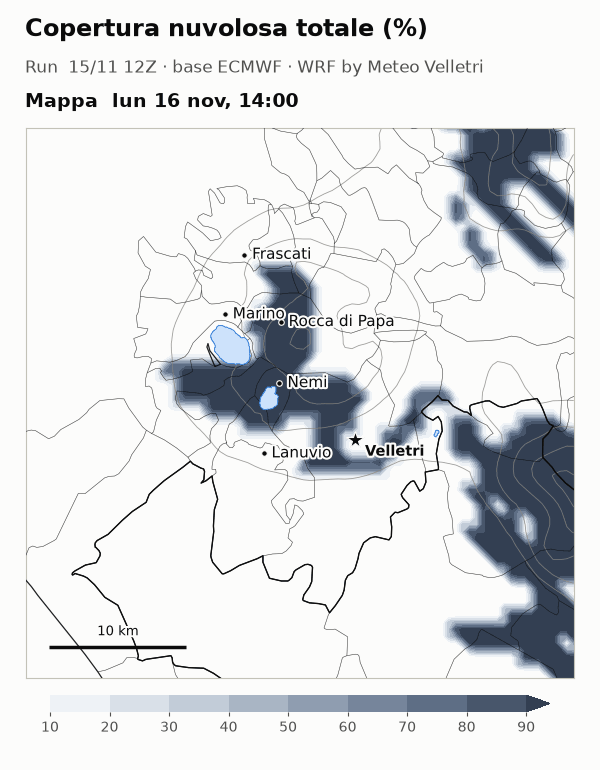 Copertura nuvolosa totale (%)
Run  15/11 12Z · base ECMWF · WRF by Meteo Velletri
Mappa  lun 16 nov, 14:00
Frascati
Marino
Rocca di Papa
Nemi
Lanuvio
Velletri
10 km
10 20 30 40 50 60 70 80 90